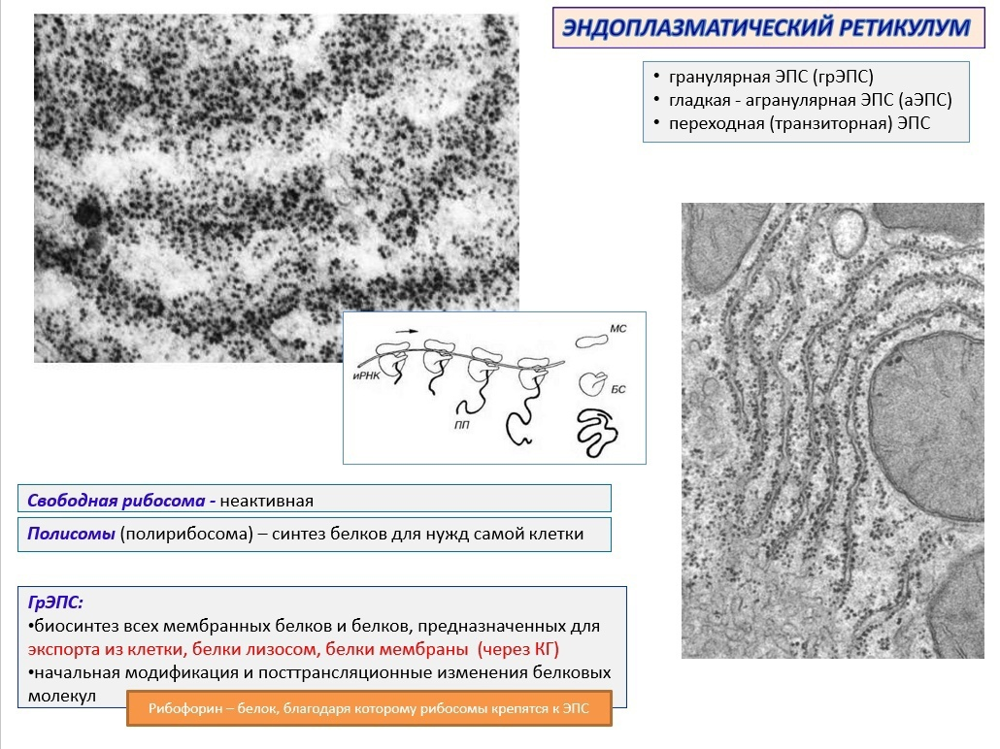 ЭНДОПЛАЗМАТИЧЕСКИЙ РЕТИКУЛУМ
• гранулярная ЭПС (грЭПС)
• гладкая - агранулярная ЭПС (аЭПС)
• переходная (транзиторная) ЭПС
МС
иРНК
БС
ПП
Свободная рибосома - неактивная
Полисомы (полирибосома) – синтез белков для нужд самой клетки
ГрЭПС:
•биосинтез всех мембранных белков и белков, предназначенных для
экспорта из клетки, белки лизосом, белки мембраны (через КГ)
•начальная модификация и посттрансляционные изменения белковых
молекул
Рибофорин – белок, благодаря которому рибосомы крепятся к ЭПС